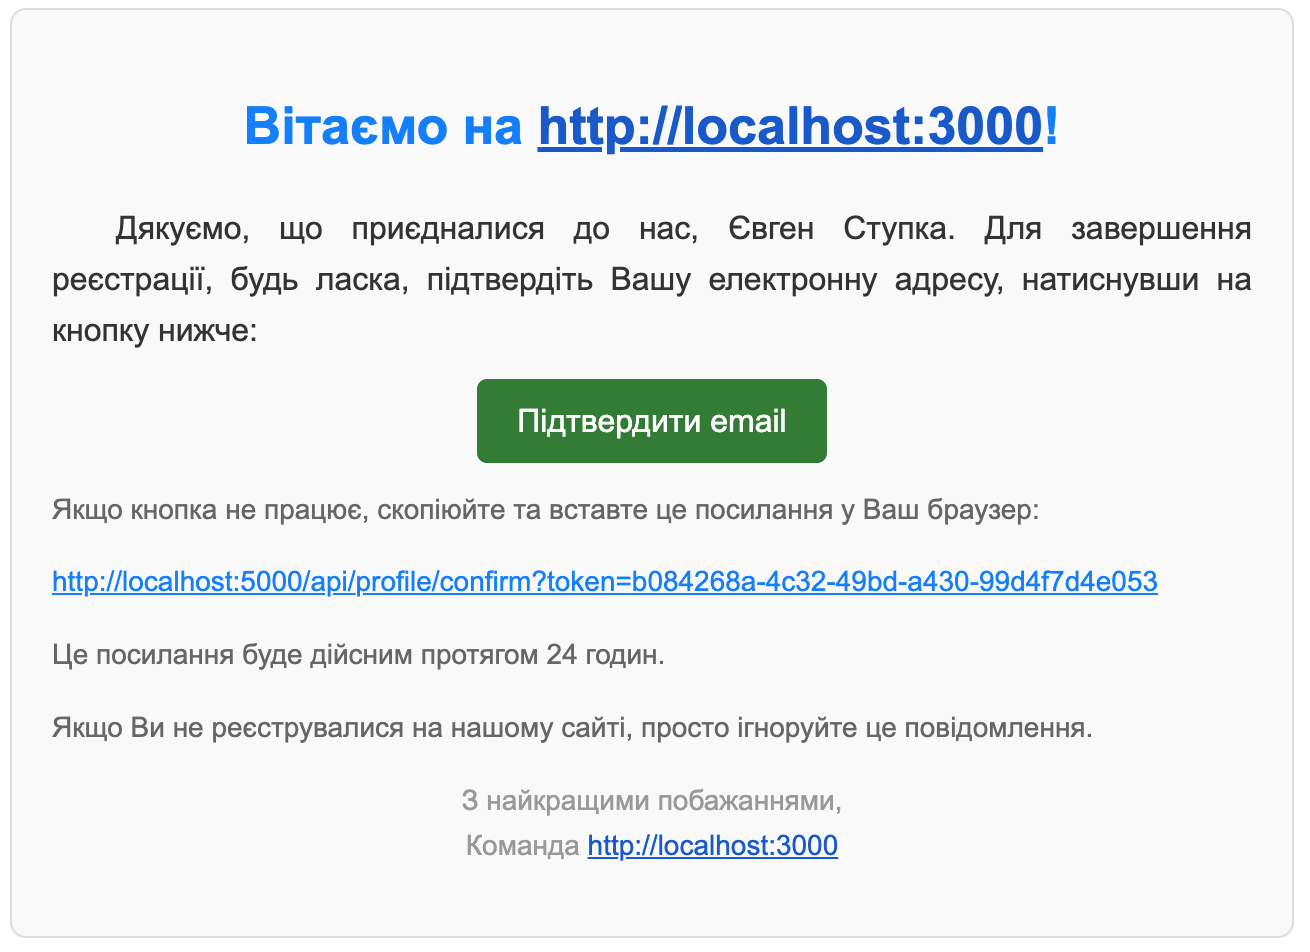 Вітаємо на http://localhost:3000!
Дякуємо, що приєдналися до нас, Євген Ступка. Для завершення
реєстрації, будь ласка, підтвердіть Вашу електронну адресу, натиснувши на
кнопку нижче:
Підтвердити email
Якщо кнопка не працює, скопіюйте та вставте це посилання у Ваш браузер:
http://localhost:5000/api/profile/confirm?token=b084268a-4c32-49bd-a430-99d4f7d4e053
Це посилання буде дійсним протягом 24 годин.
Якщо Ви не реєструвалися на нашому сайті, просто ігноруйте це повідомлення.
З найкращими побажаннями,
Команда http://localhost:3000